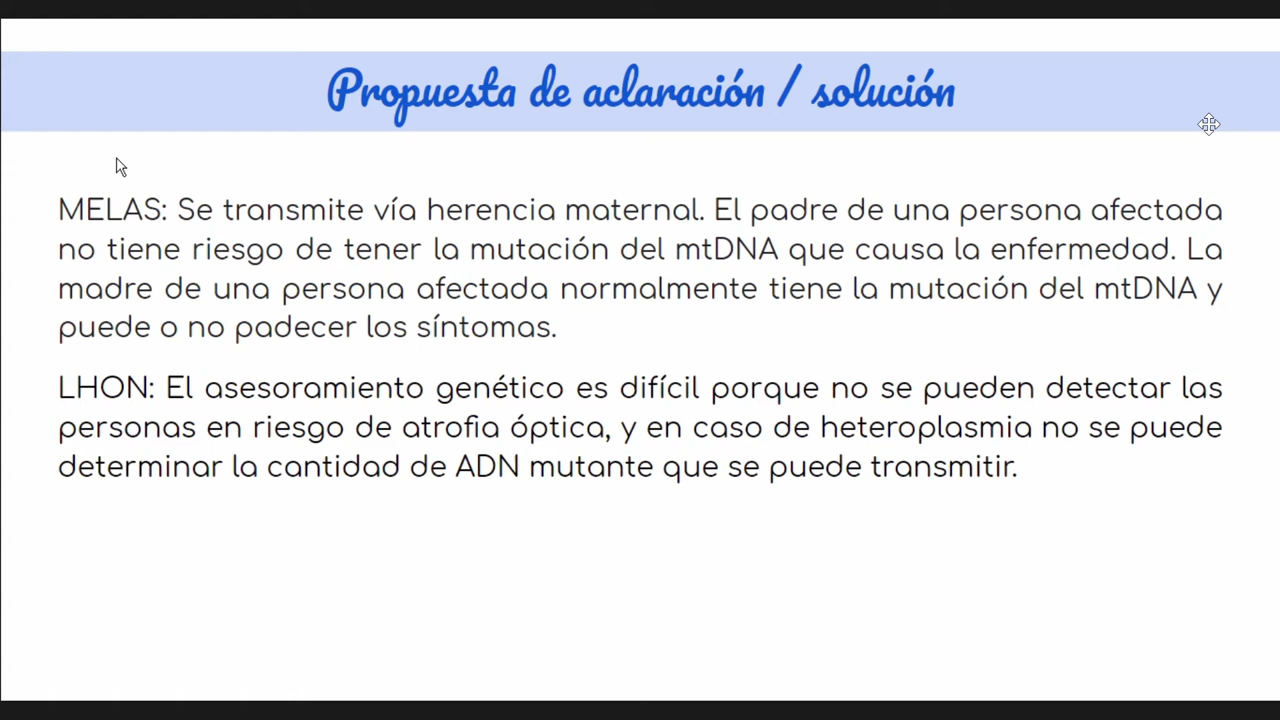 Propuesta de aclaración / solución
MELAS: Se transmite vía herencia maternal. El padre de una persona afectada
no tiene riesgo de tener la mutación del mtDNA que causa la enfermedad. La
madre de una persona afectada normalmente tiene la mutación del mtDNA y
puede o no padecer los síntomas.
LHON: El asesoramiento genético es difícil porque no se pueden detectar las
personas en riesgo de atrofia óptica, y en caso de heteroplasmia no se puede
determinar la cantidad de ADN mutante que se puede transmitir.